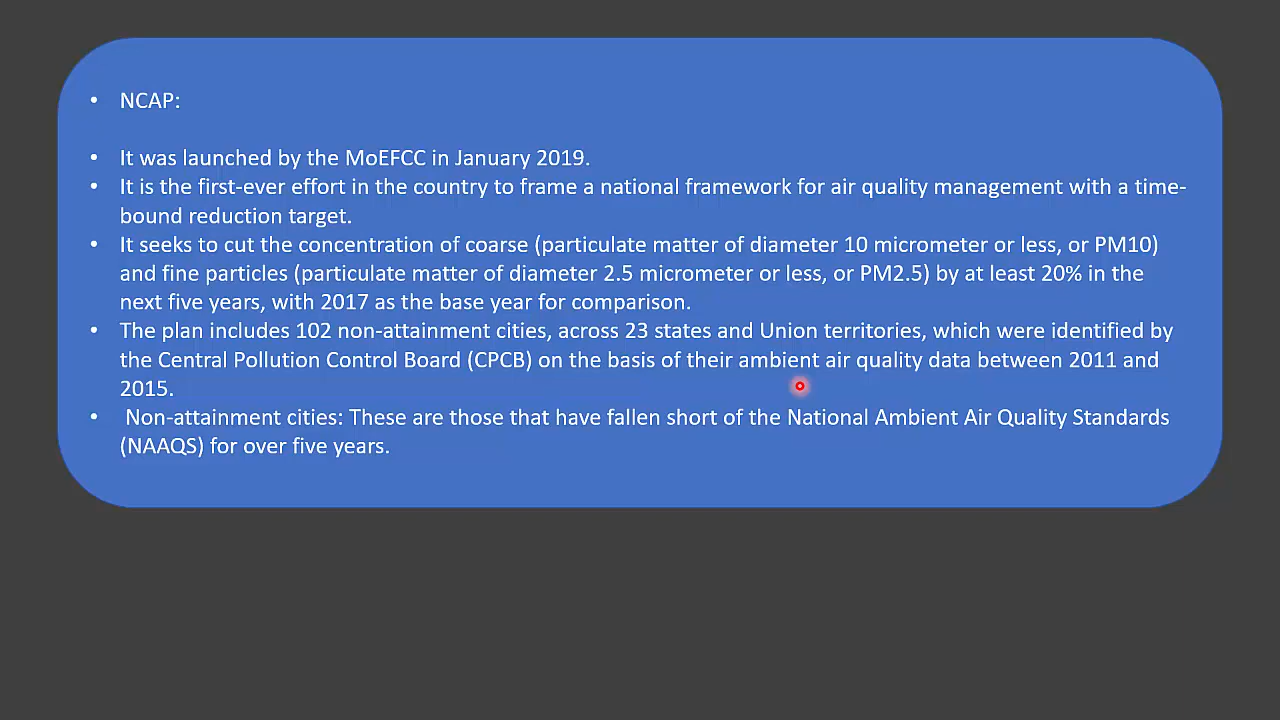 • NCAP:
• It was launched by the MoEFCC in January 2019.
• It is the first-ever effort in the country to frame a national framework for air quality management with a time-
bound reduction target.
• It seeks to cut the concentration of coarse (particulate matter of diameter 10 micrometer or less, or PM10)
and fine particles (particulate matter of diameter 2.5 micrometer or less, or PM2.5) by at least 20% in the
next five years, with 2017 as the base year for comparison.
• The plan includes 102 non-attainment cities, across 23 states and Union territories, which were identified by
the Central Pollution Control Board (CPCB) on the basis of their ambient air quality data between 2011 and
2015.
• Non-attainment cities: These are those that have fallen short of the National Ambient Air Quality Standards
(NAAQS) for over five years.